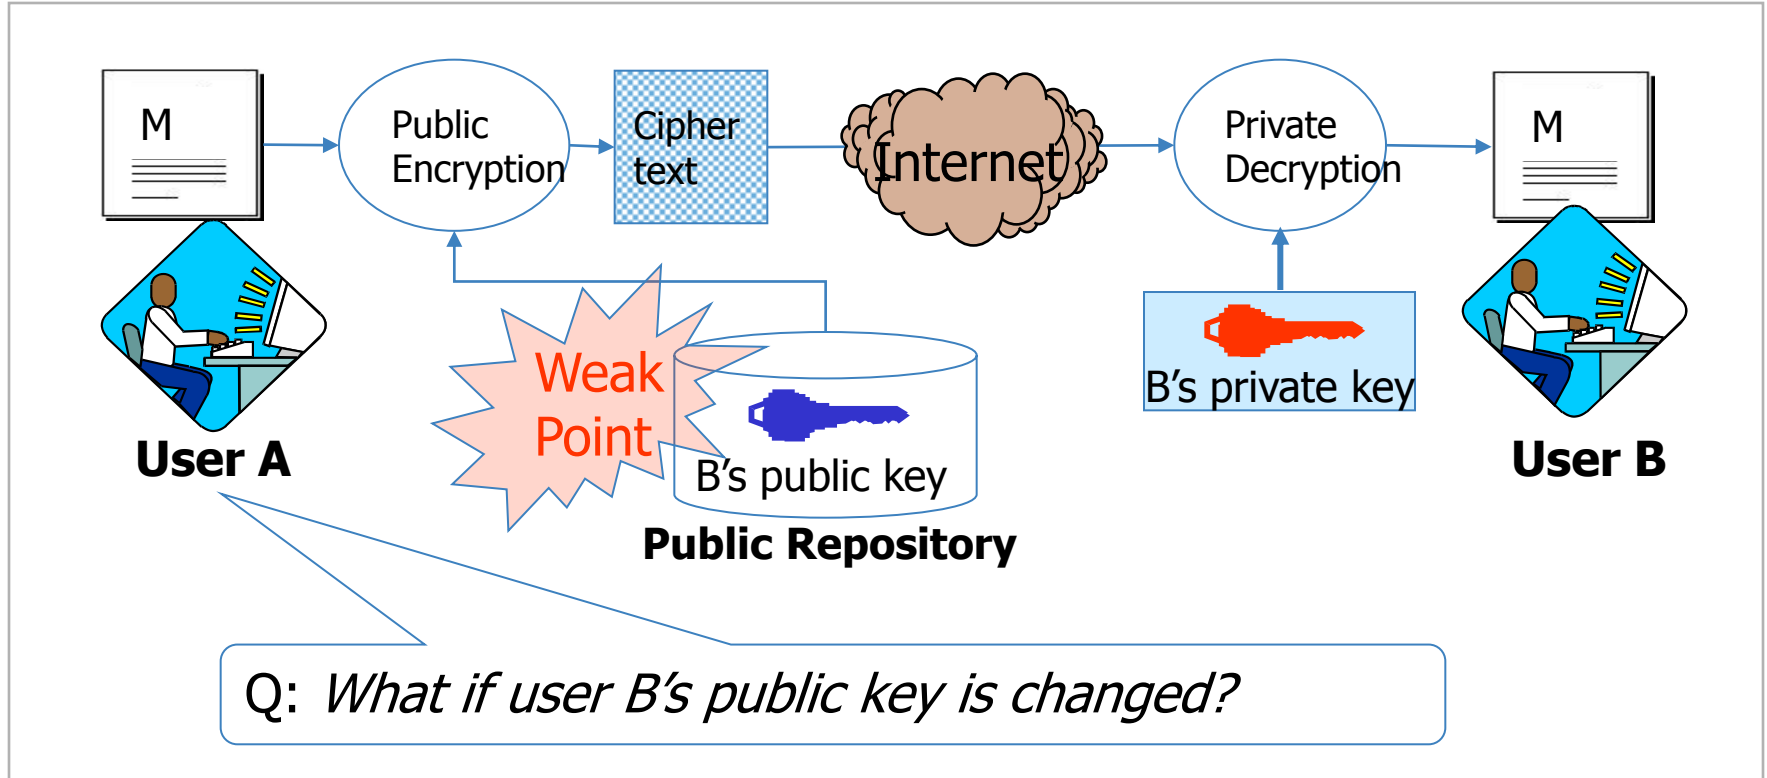 M
Public
Encryption
Cipher
text
Internet
Private
Decryption
M
Weak
Point
B’s public key
Public Repository
B’s private key
User A
User B
Q: What if user B’s public key is changed?